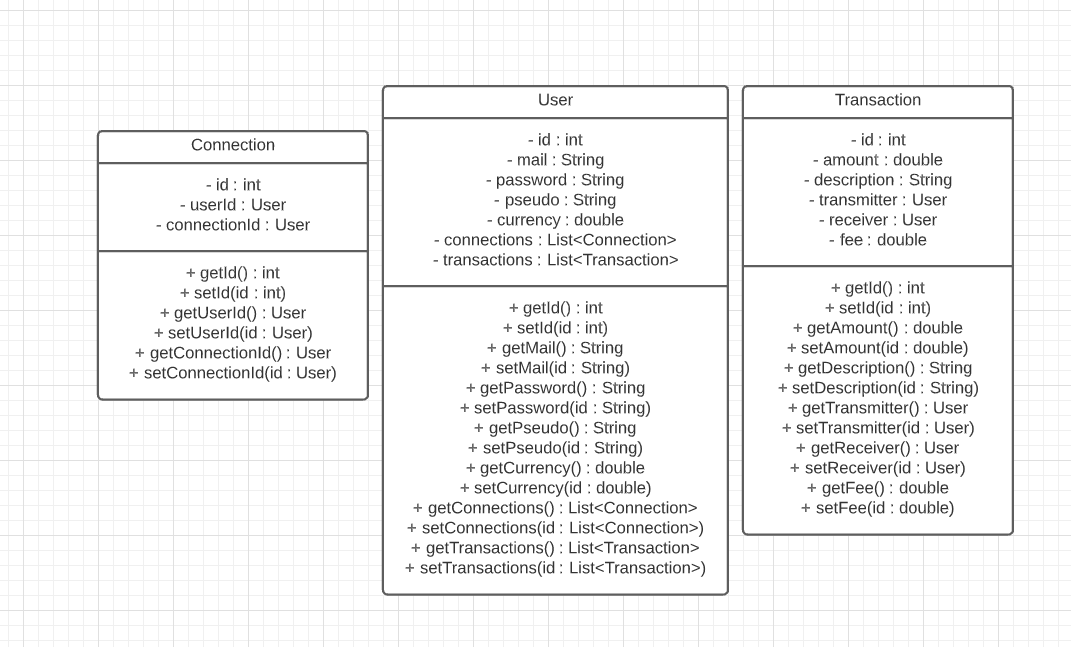 Connection
- id : int
- userId : User
- connectionId : User
+ getId() : int
+ setId(id : int)
+ getUserId() : User
+ setUserId(id : User)
+ getConnectionId() : User
+ setConnectionId(id : User)
User
- id : int
- mail : String
- password : String
- pseudo : String
- currency : double
- connections : List<Connection>
- transactions : List<Transaction>
+ getId() : int
+ setId(id : int)
+ getMail() : String
+ setMail(id : String)
+ getPassword() : String
+ setPassword(id : String)
+ getPseudo() : String
+ setPseudo(id : String)
+ getCurrency() : double
+ setCurrency(id : double)
+ getConnections() : List<Connection>
+ setConnections(id : List<Connection>)
+ getTransactions() : List<Transaction>
+ setTransactions(id : List<Transaction>)
Transaction
- id : int
- amount : double
- description : String
- transmitter : User
- receiver : User
- fee : double
+ getId() : int
+ setId(id : int)
+ getAmount() : double
+ setAmount(id : double)
+ getDescription() : String
+ setDescription(id : String)
+ getTransmitter() : User
+ setTransmitter(id : User)
+ getReceiver() : User
+ setReceiver(id : User)
+ getFee() : double
+ setFee(id : double)